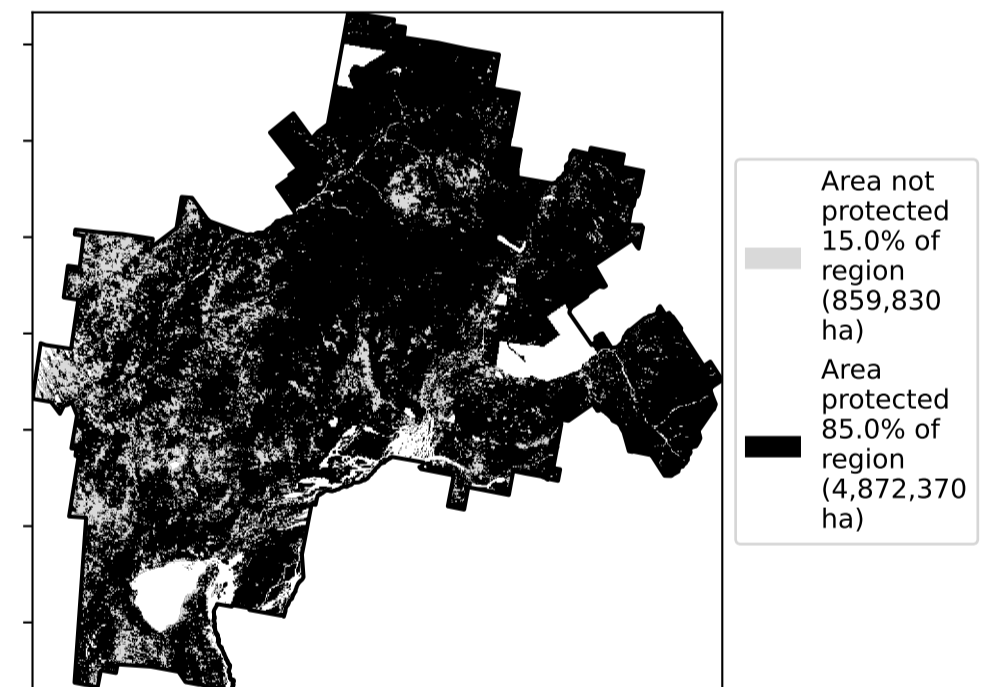 Area not
protected
15.0% of
region
(859,830
ha)
Area
protected
85.0% of
region
(4,872,370
ha)